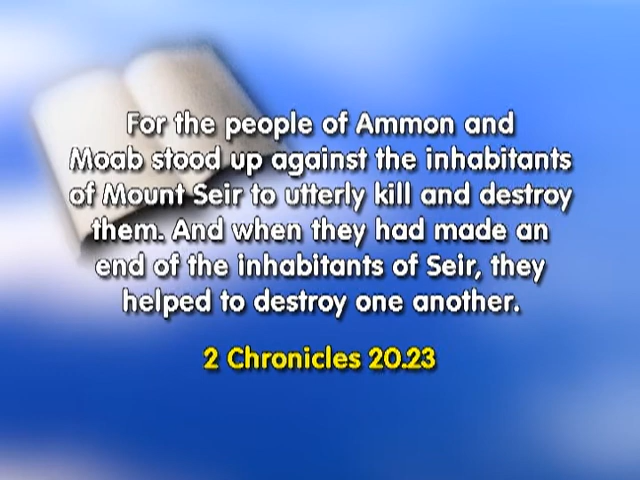 For the people of Ammon and
Moab stood up against the inhabitants
of Mount Seir to utterly kill and destroy
them. And when they had made an
end of the inhabitants of Seir, they
helped to destroy one another.
2 Chronicles 20.23